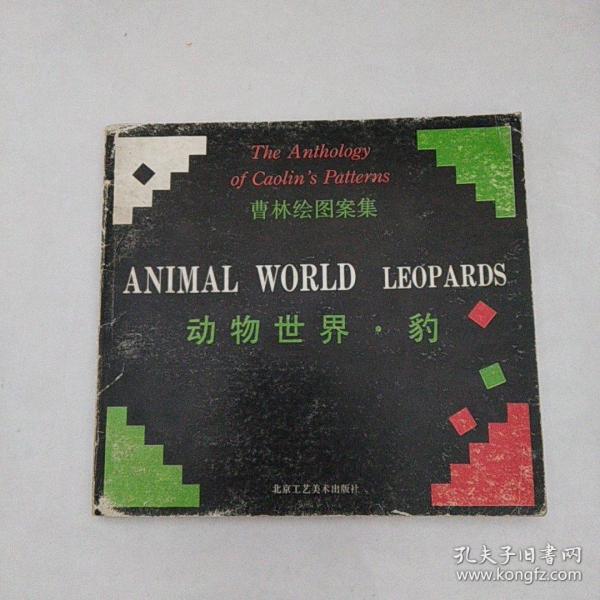 The Anthology
of Caolin's Patterns
曹林绘图案集
ANIMAL WORLD LEOPARDS
动物世界·豹
北京工艺美术出版社
孔夫子旧书网
www.kongfz.com